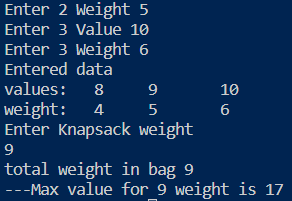 Enter 2 Weight 5
Enter 3 Value 10
Enter 3 Weight 6
Entered data
values: 8 9 10
weight: 4 5 6
Enter Knapsack weight
9
total weight in bag 9
---Max value for 9 weight is 17